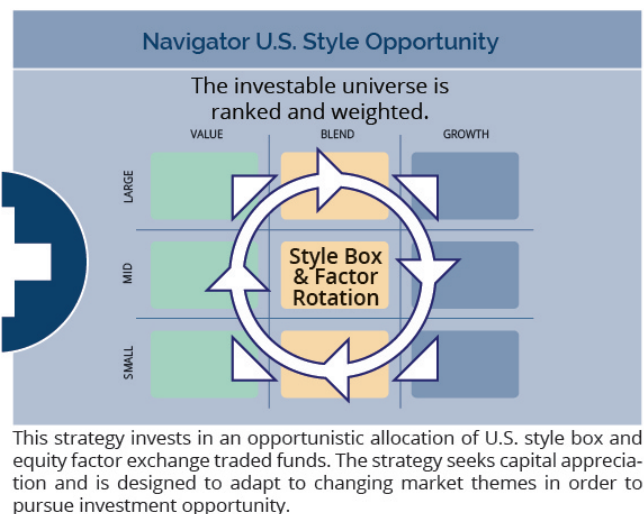 Navigator U.S. Style Opportunity
The investable universe is
ranked and weighted.
VALUE BLEND GROWTH
LARGE
MID
SMALL
Style Box
& Factor
Rotation
This strategy invests in an opportunistic allocation of U.S. style box and
equity factor exchange traded funds. The strategy seeks capital apprecia-
tion and is designed to adapt to changing market themes in order to
pursue investment opportunity.